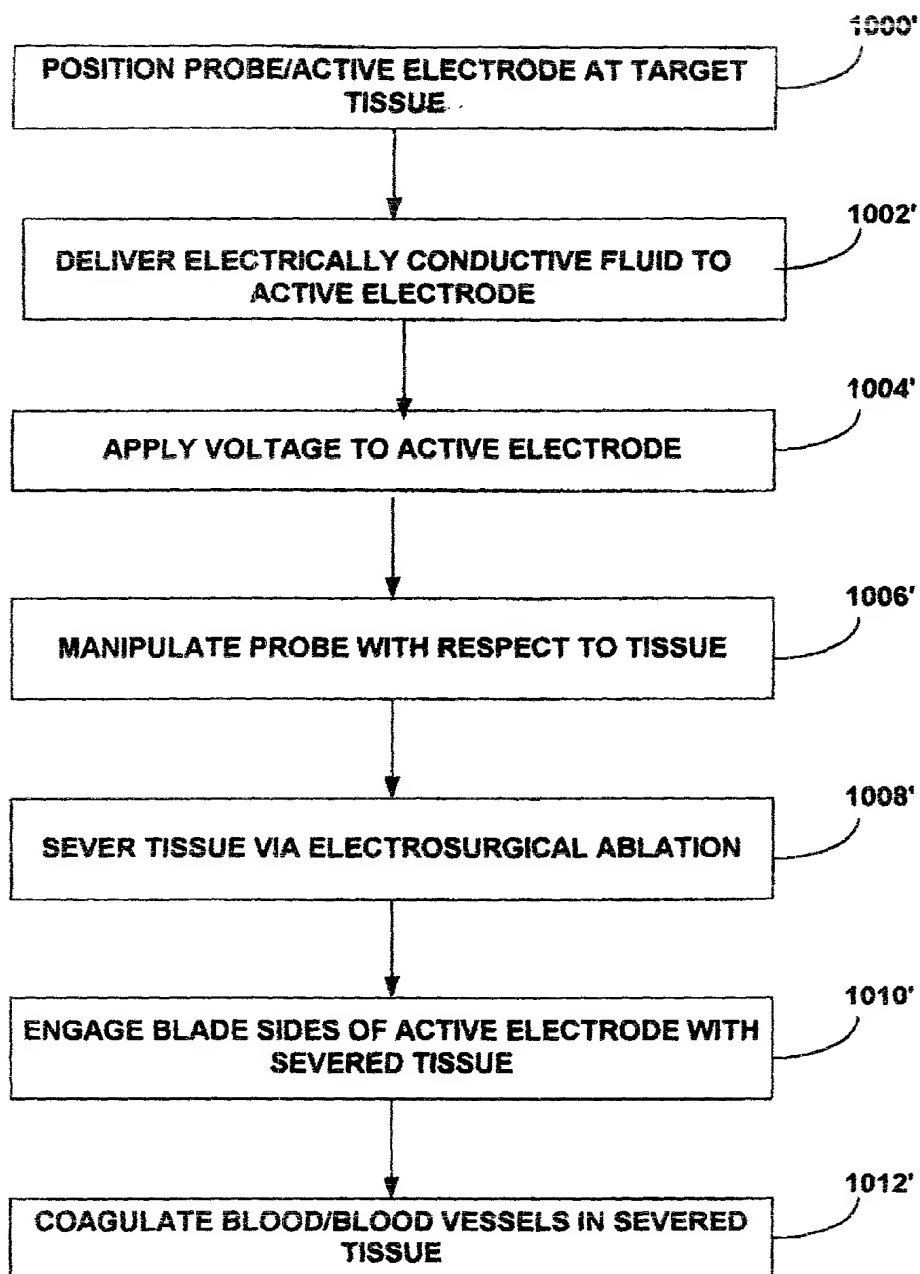 1000'
POSITION PROBE/ACTIVE ELECTRODE AT TARGET
TISSUE
1002'
DELIVER ELECTRICALLY CONDUCTIVE FLUID TO
ACTIVE ELECTRODE
1004'
APPLY VOLTAGE TO ACTIVE ELECTRODE
1006'
MANIPULATE PROBE WITH RESPECT TO TISSUE
1008'
SEVER TISSUE VIA ELECTROSURGICAL ABLATION
1010'
ENGAGE BLADE SIDES OF ACTIVE ELECTRODE WITH
SEVERED TISSUE
1012'
COAGULATE BLOOD/BLOOD VESSELS IN SEVERED
TISSUE